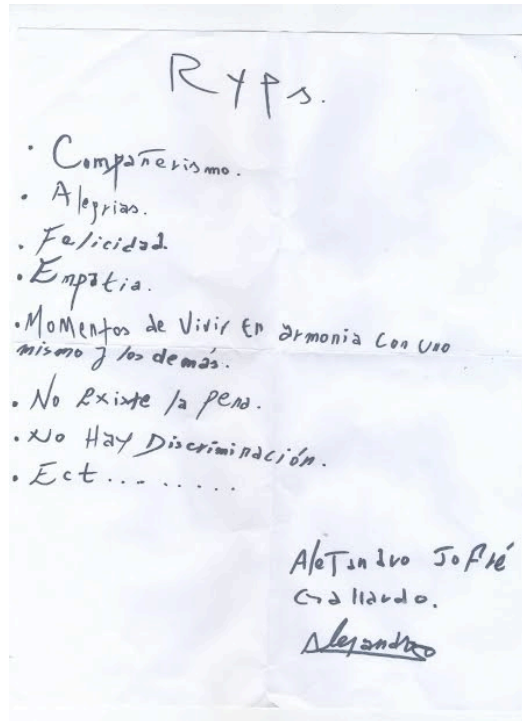 Ryps.
· Compañerismo.
· Alegrias.
· Felicidad.
· Empatia.
· Momentos de Vivir En armonia Con uno
mismo y los demás.
· No Existe la pena.
· No Hay Discriminación.
· Ect.... .....
Alejandro Jofré
Gallardo.
Alejandro